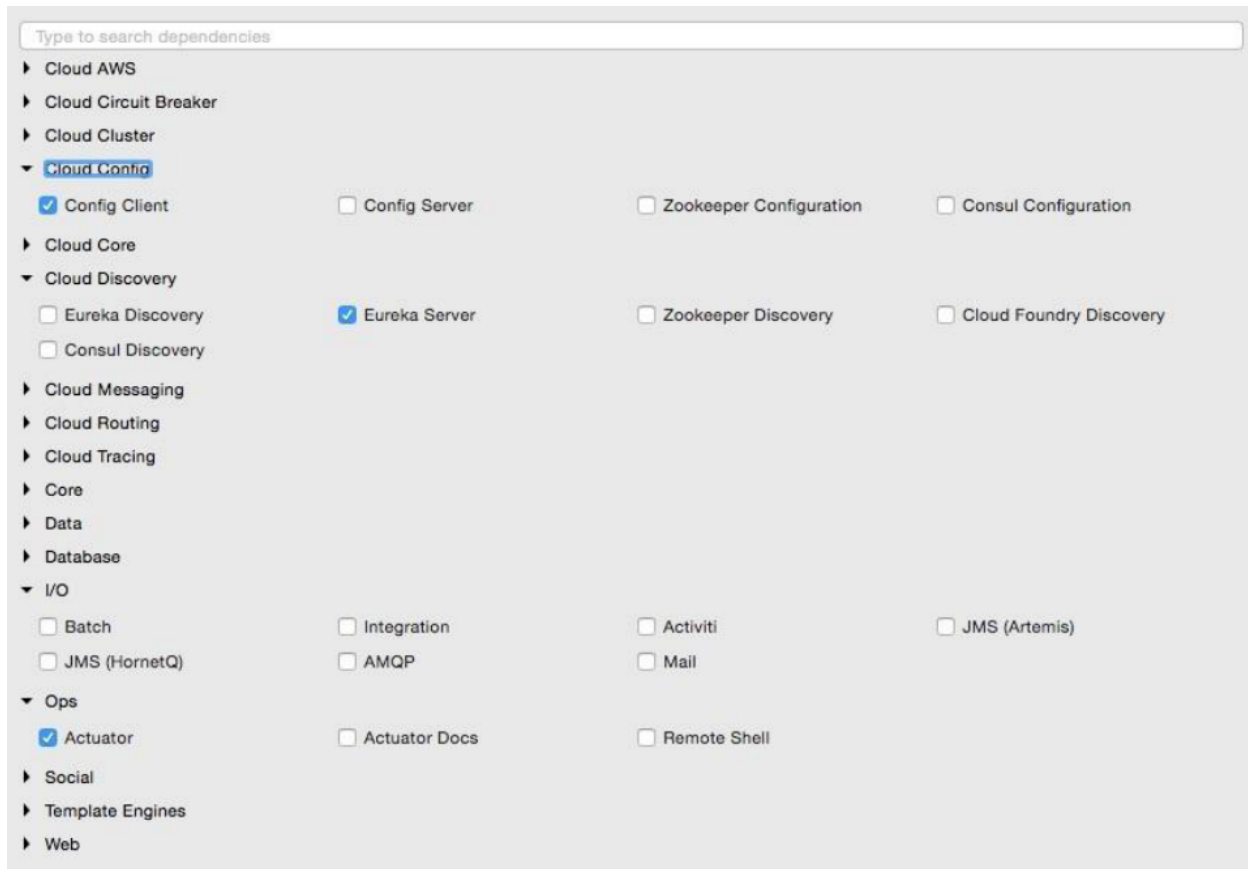 Type to search dependencies
Cloud AWS
Cloud Circuit Breaker
Cloud Cluster
Cloud Config
Config Client Config Server Zookeeper Configuration Consul Configuration
Cloud Core
Cloud Discovery
Eureka Discovery Eureka Server Zookeeper Discovery Cloud Foundry Discovery
Consul Discovery
Cloud Messaging
Cloud Routing
Cloud Tracing
Core
Data
Database
I/O
Batch Integration Activiti JMS (Artemis)
JMS (HornetQ) AMQP Mail
Ops
Actuator Actuator Docs Remote Shell
Social
Template Engines
Web